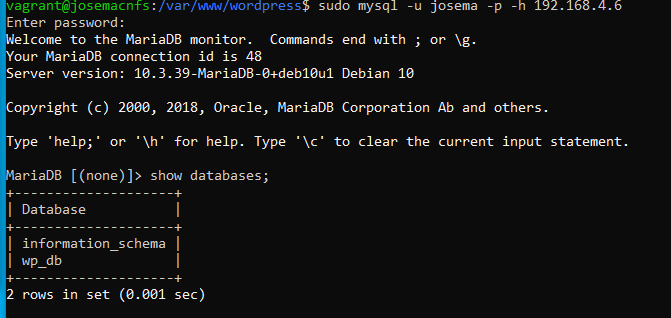 vagrant@josemacnfs:/var/www/wordpress$ sudo mysql -u josema -p -h 192.168.4.6
Enter password:
Welcome to the MariaDB monitor.  Commands end with ; or \g.
Your MariaDB connection id is 48
Server version: 10.3.39-MariaDB-0+deb10u1 Debian 10

Copyright (c) 2000, 2018, Oracle, MariaDB Corporation Ab and others.

Type 'help;' or '\h' for help. Type '\c' to clear the current input statement.

MariaDB [(none)]> show databases;
+--------------------+
| Database           |
+--------------------+
| information_schema |
| wp_db              |
+--------------------+
2 rows in set (0.001 sec)